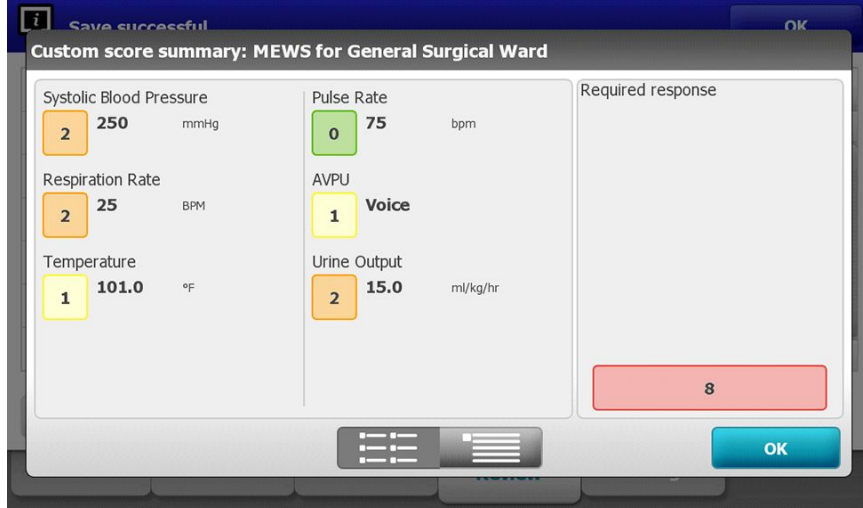 i Save successful OK
Custom score summary: MEWS for General Surgical Ward
Systolic Blood Pressure
2 250 mmHg
Respiration Rate
2 25 BPM
Temperature
1 101.0 °F
Pulse Rate
0 75 bpm
AVPU
1 Voice
Urine Output
2 15.0 ml/kg/hr
Required response
8
OK
Review